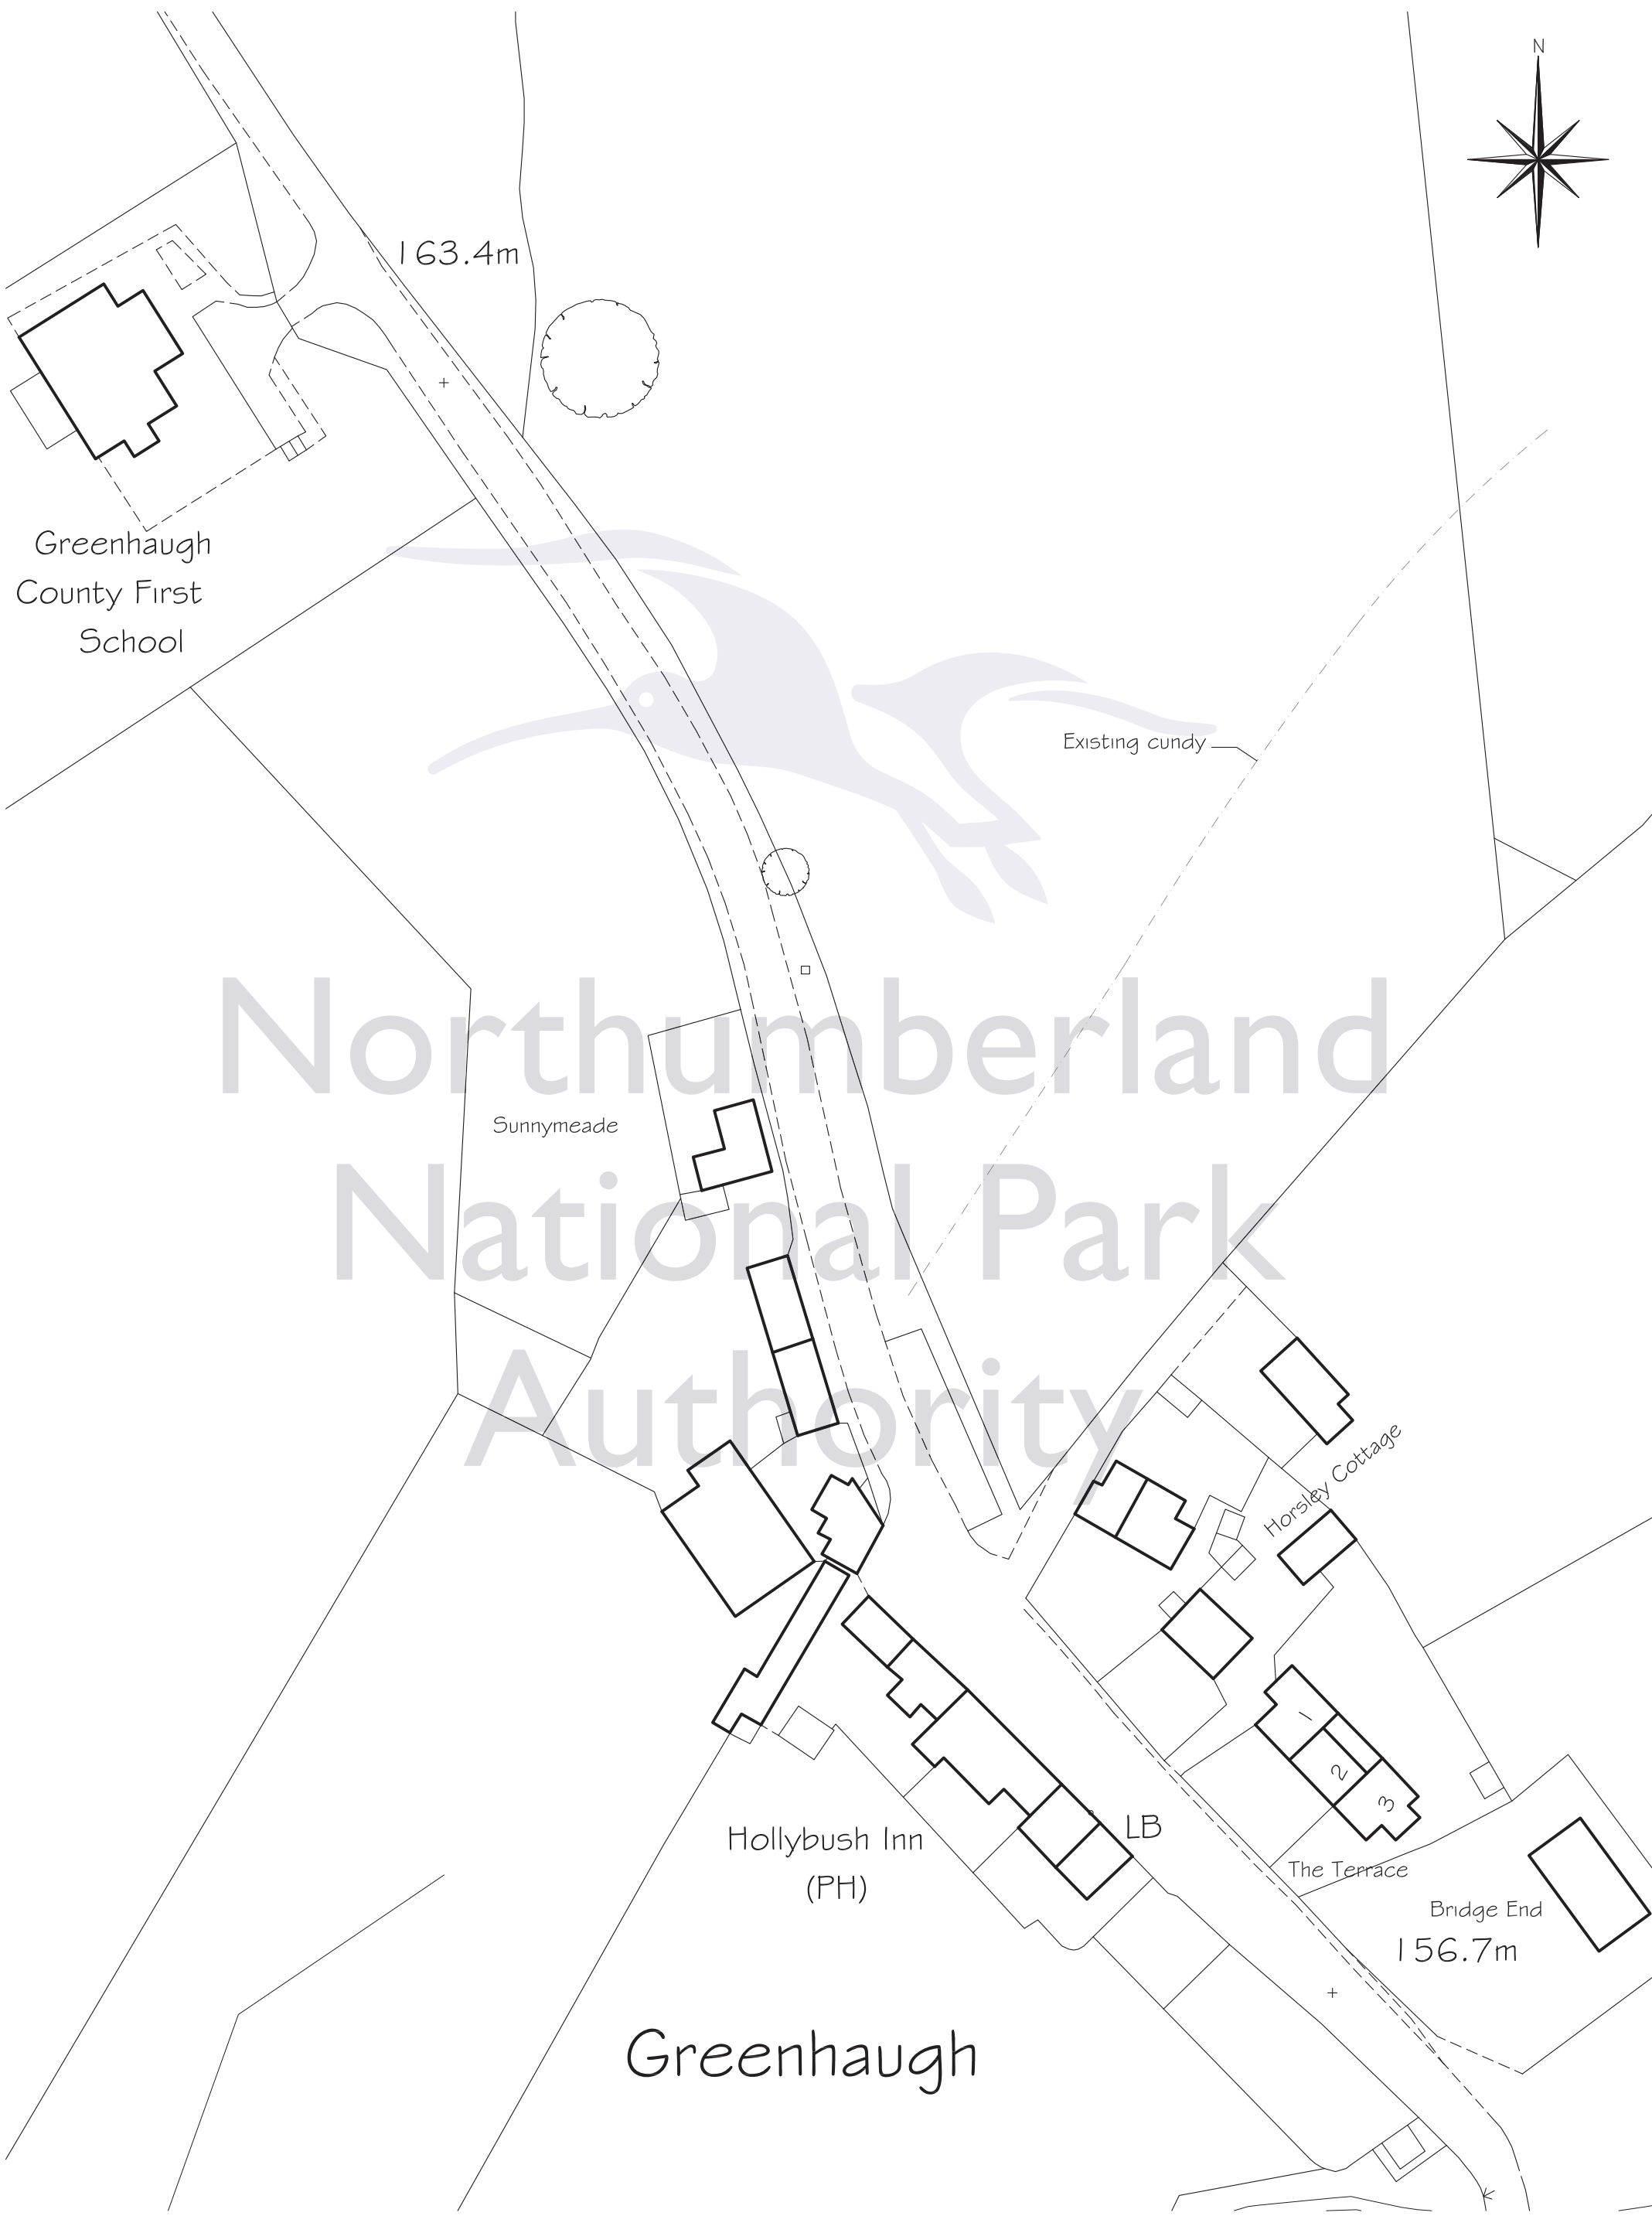 N
163.4m
Greenhaugh
County First
School
Existing cundy
Northumberland
National Park
Authority
Sunnymeade
Horsley Cottage
1
2
3
LB
Hollybush Inn
(PH)
The Terrace
Bridge End
156.7m
Greenhaugh